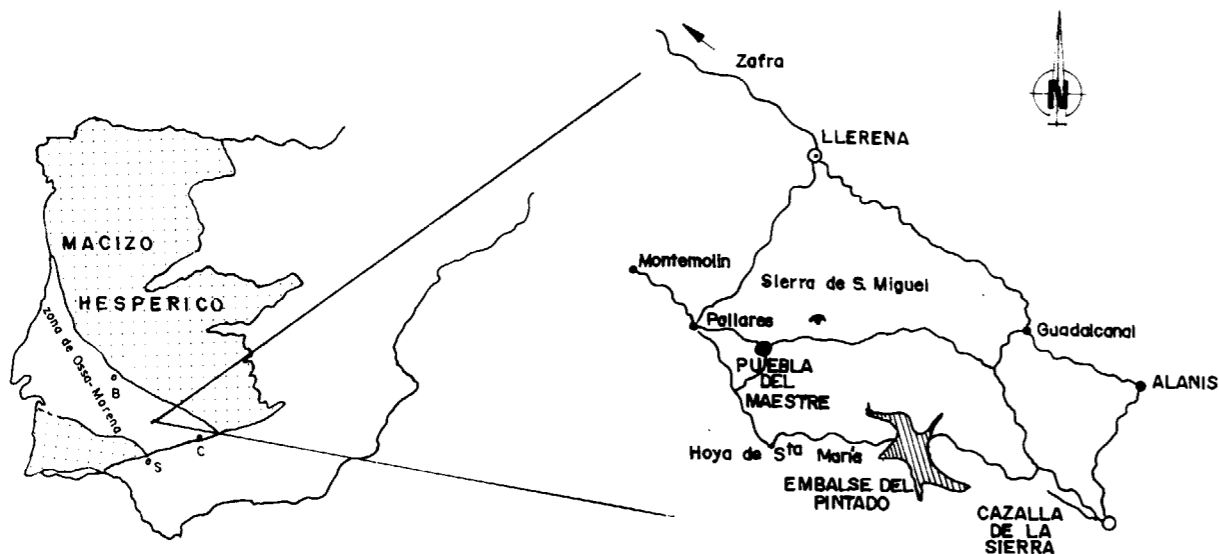 MACIZO
HESPERICO
Zona de Ossa-Morena
B
S
C
Zafra
N
LLERENA
Montemolin
Sierra de S. Miguel
Pallares
Guadalcanal
PUEBLA
DEL
MAESTRE
ALANIS
Hoya de Sta María
EMBALSE DEL
PINTADO
CAZALLA
DE LA
SIERRA